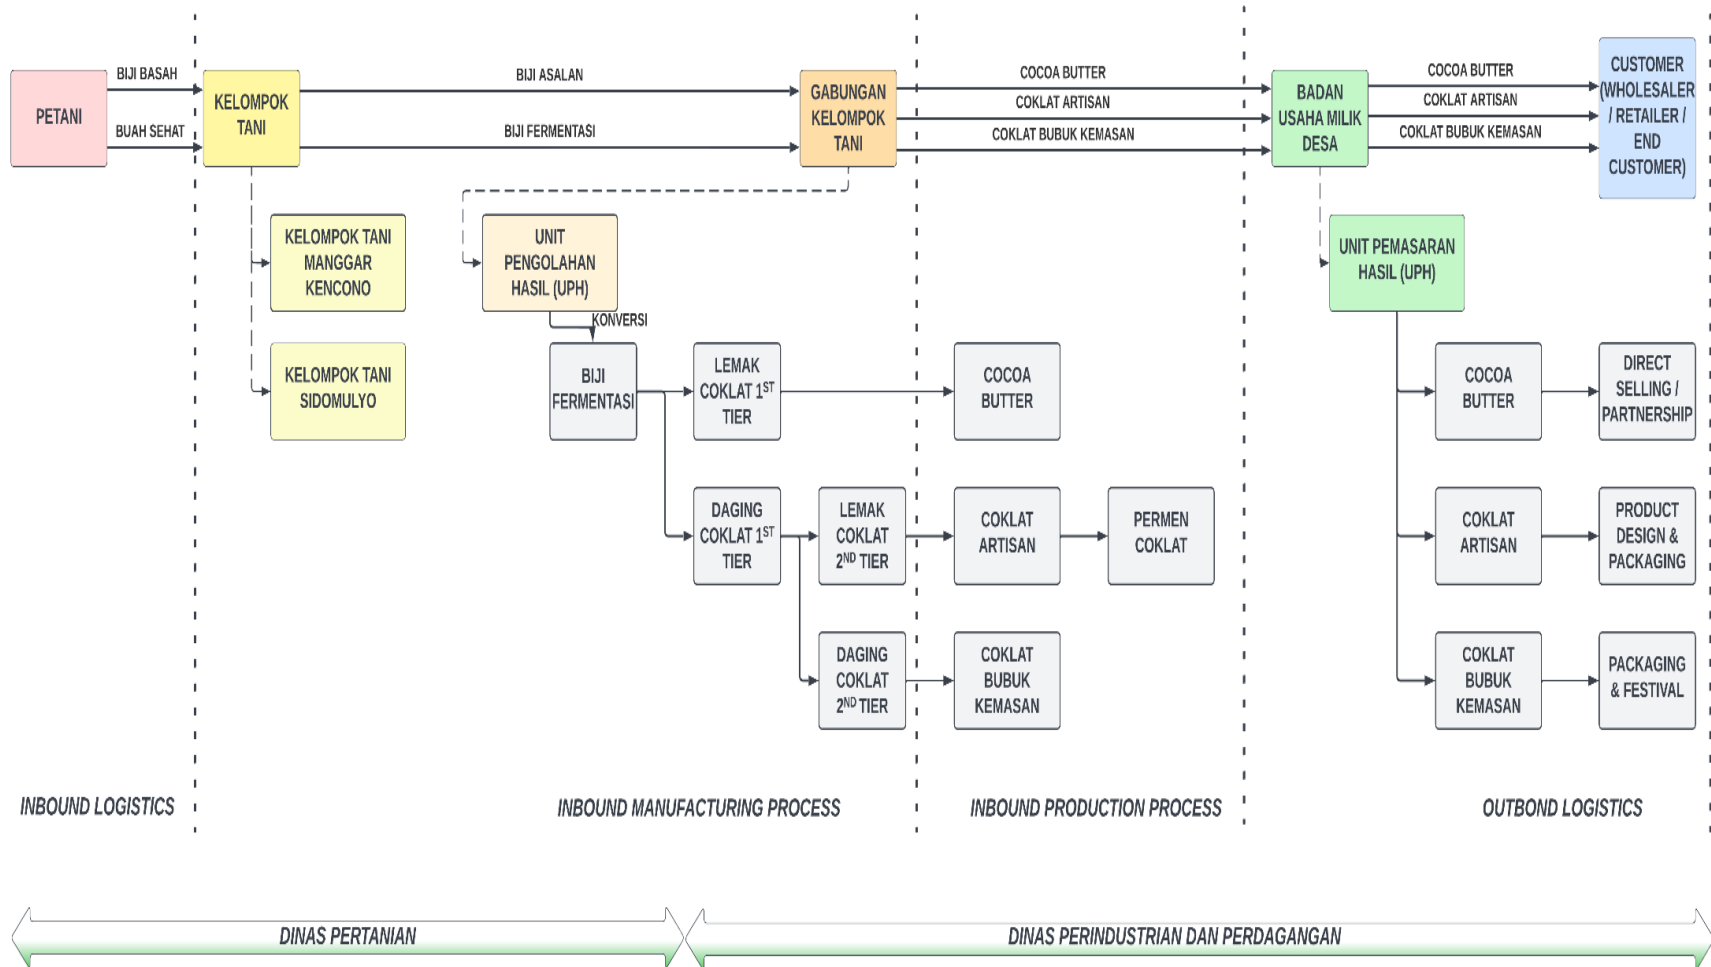 PETANI
BIJI BASAH
BUAH SEHAT
KELOMPOK
TANI
BIJI ASALAN
BIJI FERMENTASI
GABUNGAN
KELOMPOK
TANI
COCOA BUTTER
COKLAT ARTISAN
COKLAT BUBUK KEMASAN
BADAN
USAHA MILIK
DESA
COCOA BUTTER
COKLAT ARTISAN
COKLAT BUBUK KEMASAN
CUSTOMER
(WHOLESALER
/ RETAILER /
END
CUSTOMER)
KELOMPOK TANI
MANGGAR
KENCONO
UNIT
PENGOLAHAN
HASIL (UPH)
UNIT PEMASARAN
HASIL (UPH)
KONVERSI
KELOMPOK TANI
SIDOMULYO
BIJI
FERMENTASI
LEMAK
COKLAT 1ST
TIER
COCOA
BUTTER
COCOA
BUTTER
DIRECT
SELLING /
PARTNERSHIP
DAGING
COKLAT 1ST
TIER
LEMAK
COKLAT
2ND TIER
COKLAT
ARTISAN
PERMEN
COKLAT
COKLAT
ARTISAN
PRODUCT
DESIGN &
PACKAGING
DAGING
COKLAT
2ND TIER
COKLAT
BUBUK
KEMASAN
COKLAT
BUBUK
KEMASAN
PACKAGING
& FESTIVAL
INBOUND LOGISTICS
INBOUND MANUFACTURING PROCESS
INBOUND PRODUCTION PROCESS
OUTBOND LOGISTICS
DINAS PERTANIAN
DINAS PERINDUSTRIAN DAN PERDAGANGAN